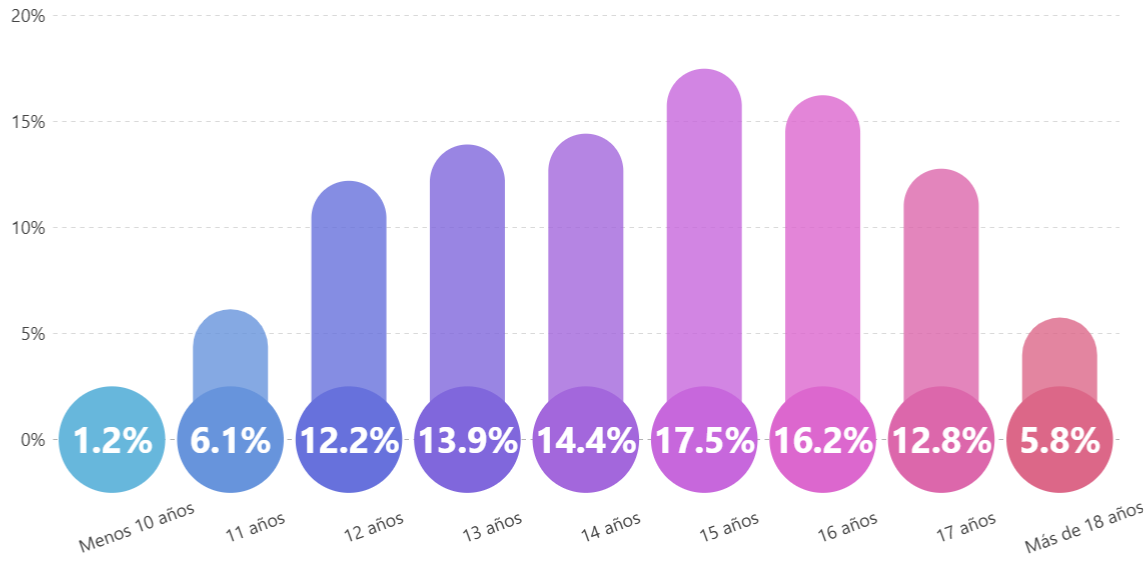 20%
15%
10%
5%
0%
1.2% 6.1% 12.2% 13.9% 14.4% 17.5% 16.2% 12.8% 5.8%
Menos 10 años
11 años
12 años
13 años
14 años
15 años
16 años
17 años
Más de 18 años